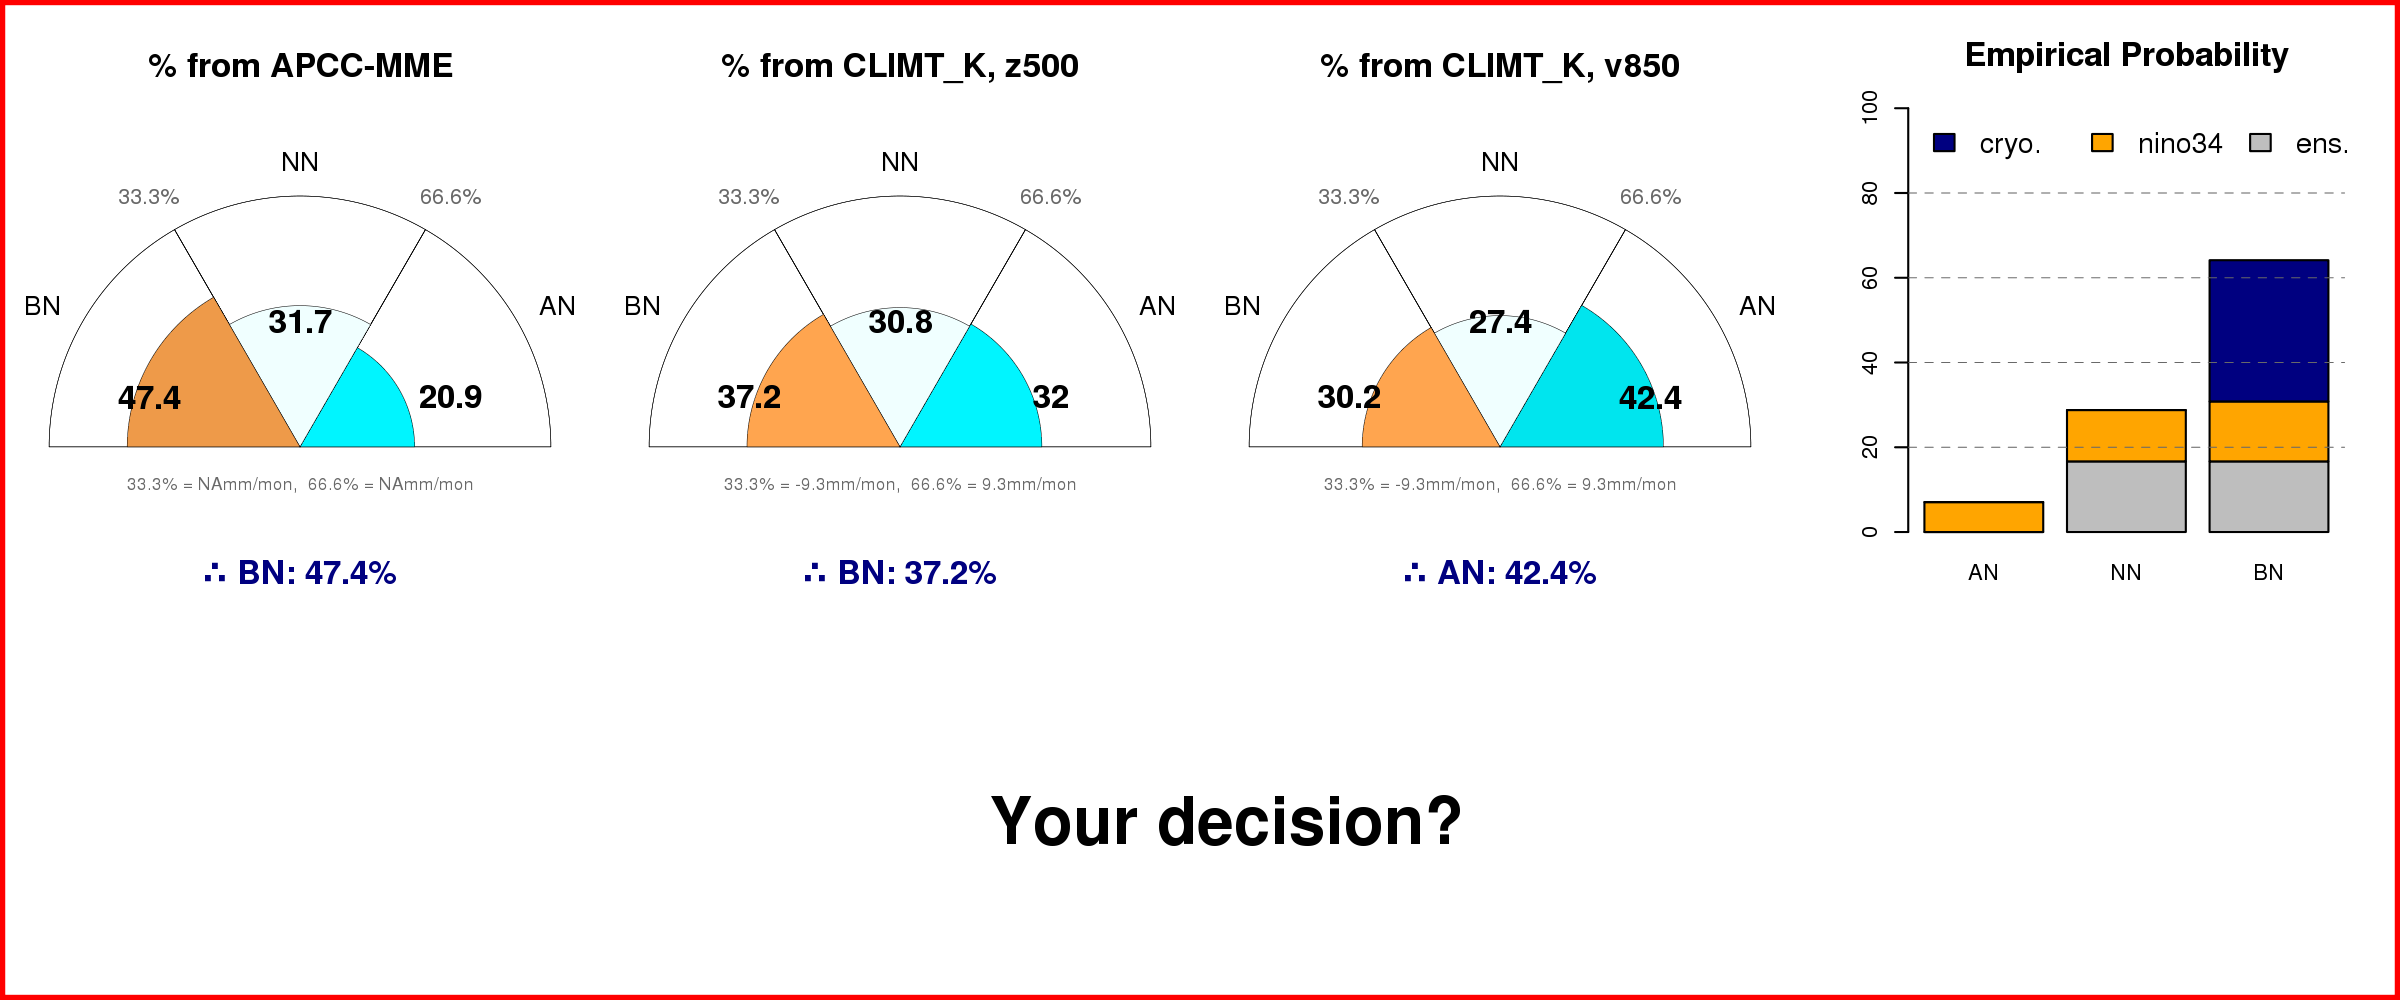 % from APCC-MME
NN
33.3%
66.6%
BN
AN
31.7
47.4
20.9
33.3% = NAmm/mon, 66.6% = NAmm/mon
∴ BN: 47.4%
% from CLIMT_K, z500
NN
33.3%
66.6%
BN
AN
30.8
37.2
32
33.3% = -9.3mm/mon, 66.6% = 9.3mm/mon
∴ BN: 37.2%
% from CLIMT_K, v850
NN
33.3%
66.6%
BN
AN
27.4
30.2
42.4
33.3% = -9.3mm/mon, 66.6% = 9.3mm/mon
∴ AN: 42.4%
Empirical Probability
cryo. nino34 ens.
100
80
60
40
20
0
AN NN BN
Your decision?